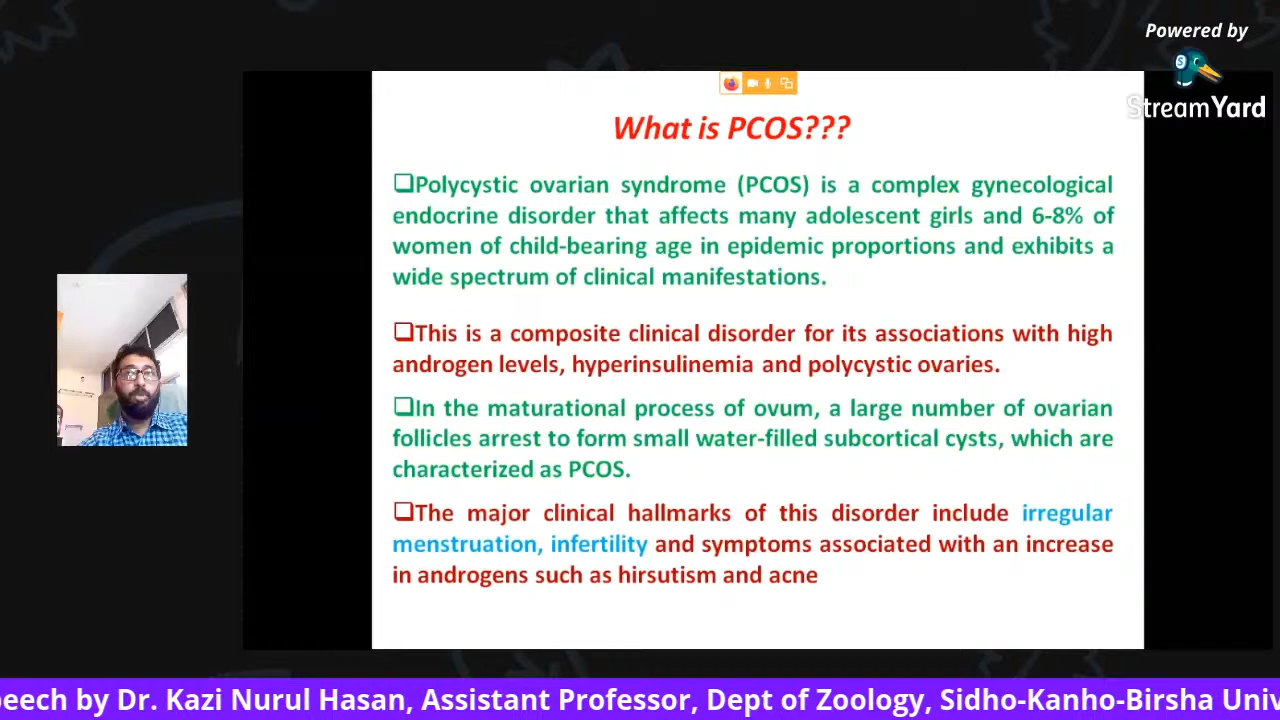 Powered by
StreamYard
What is PCOS???
❑Polycystic ovarian syndrome (PCOS) is a complex gynecological
endocrine disorder that affects many adolescent girls and 6-8% of
women of child-bearing age in epidemic proportions and exhibits a
wide spectrum of clinical manifestations.
❑This is a composite clinical disorder for its associations with high
androgen levels, hyperinsulinemia and polycystic ovaries.
❑In the maturational process of ovum, a large number of ovarian
follicles arrest to form small water-filled subcortical cysts, which are
characterized as PCOS.
❑The major clinical hallmarks of this disorder include irregular
menstruation, infertility and symptoms associated with an increase
in androgens such as hirsutism and acne
peech by Dr. Kazi Nurul Hasan, Assistant Professor, Dept of Zoology, Sidho-Kanho-Birsha Univ